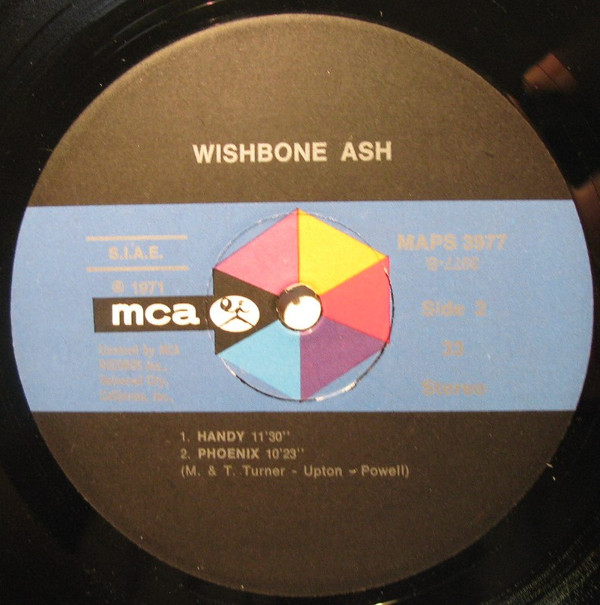 WISHBONE ASH
S.I.A.E.
℗ 1971
mca
MAPS 3977
Side 2
33
Stereo
1. HANDY 11'30''
2. PHOENIX 10'23''
(M. & T. Turner - Upton - Powell)